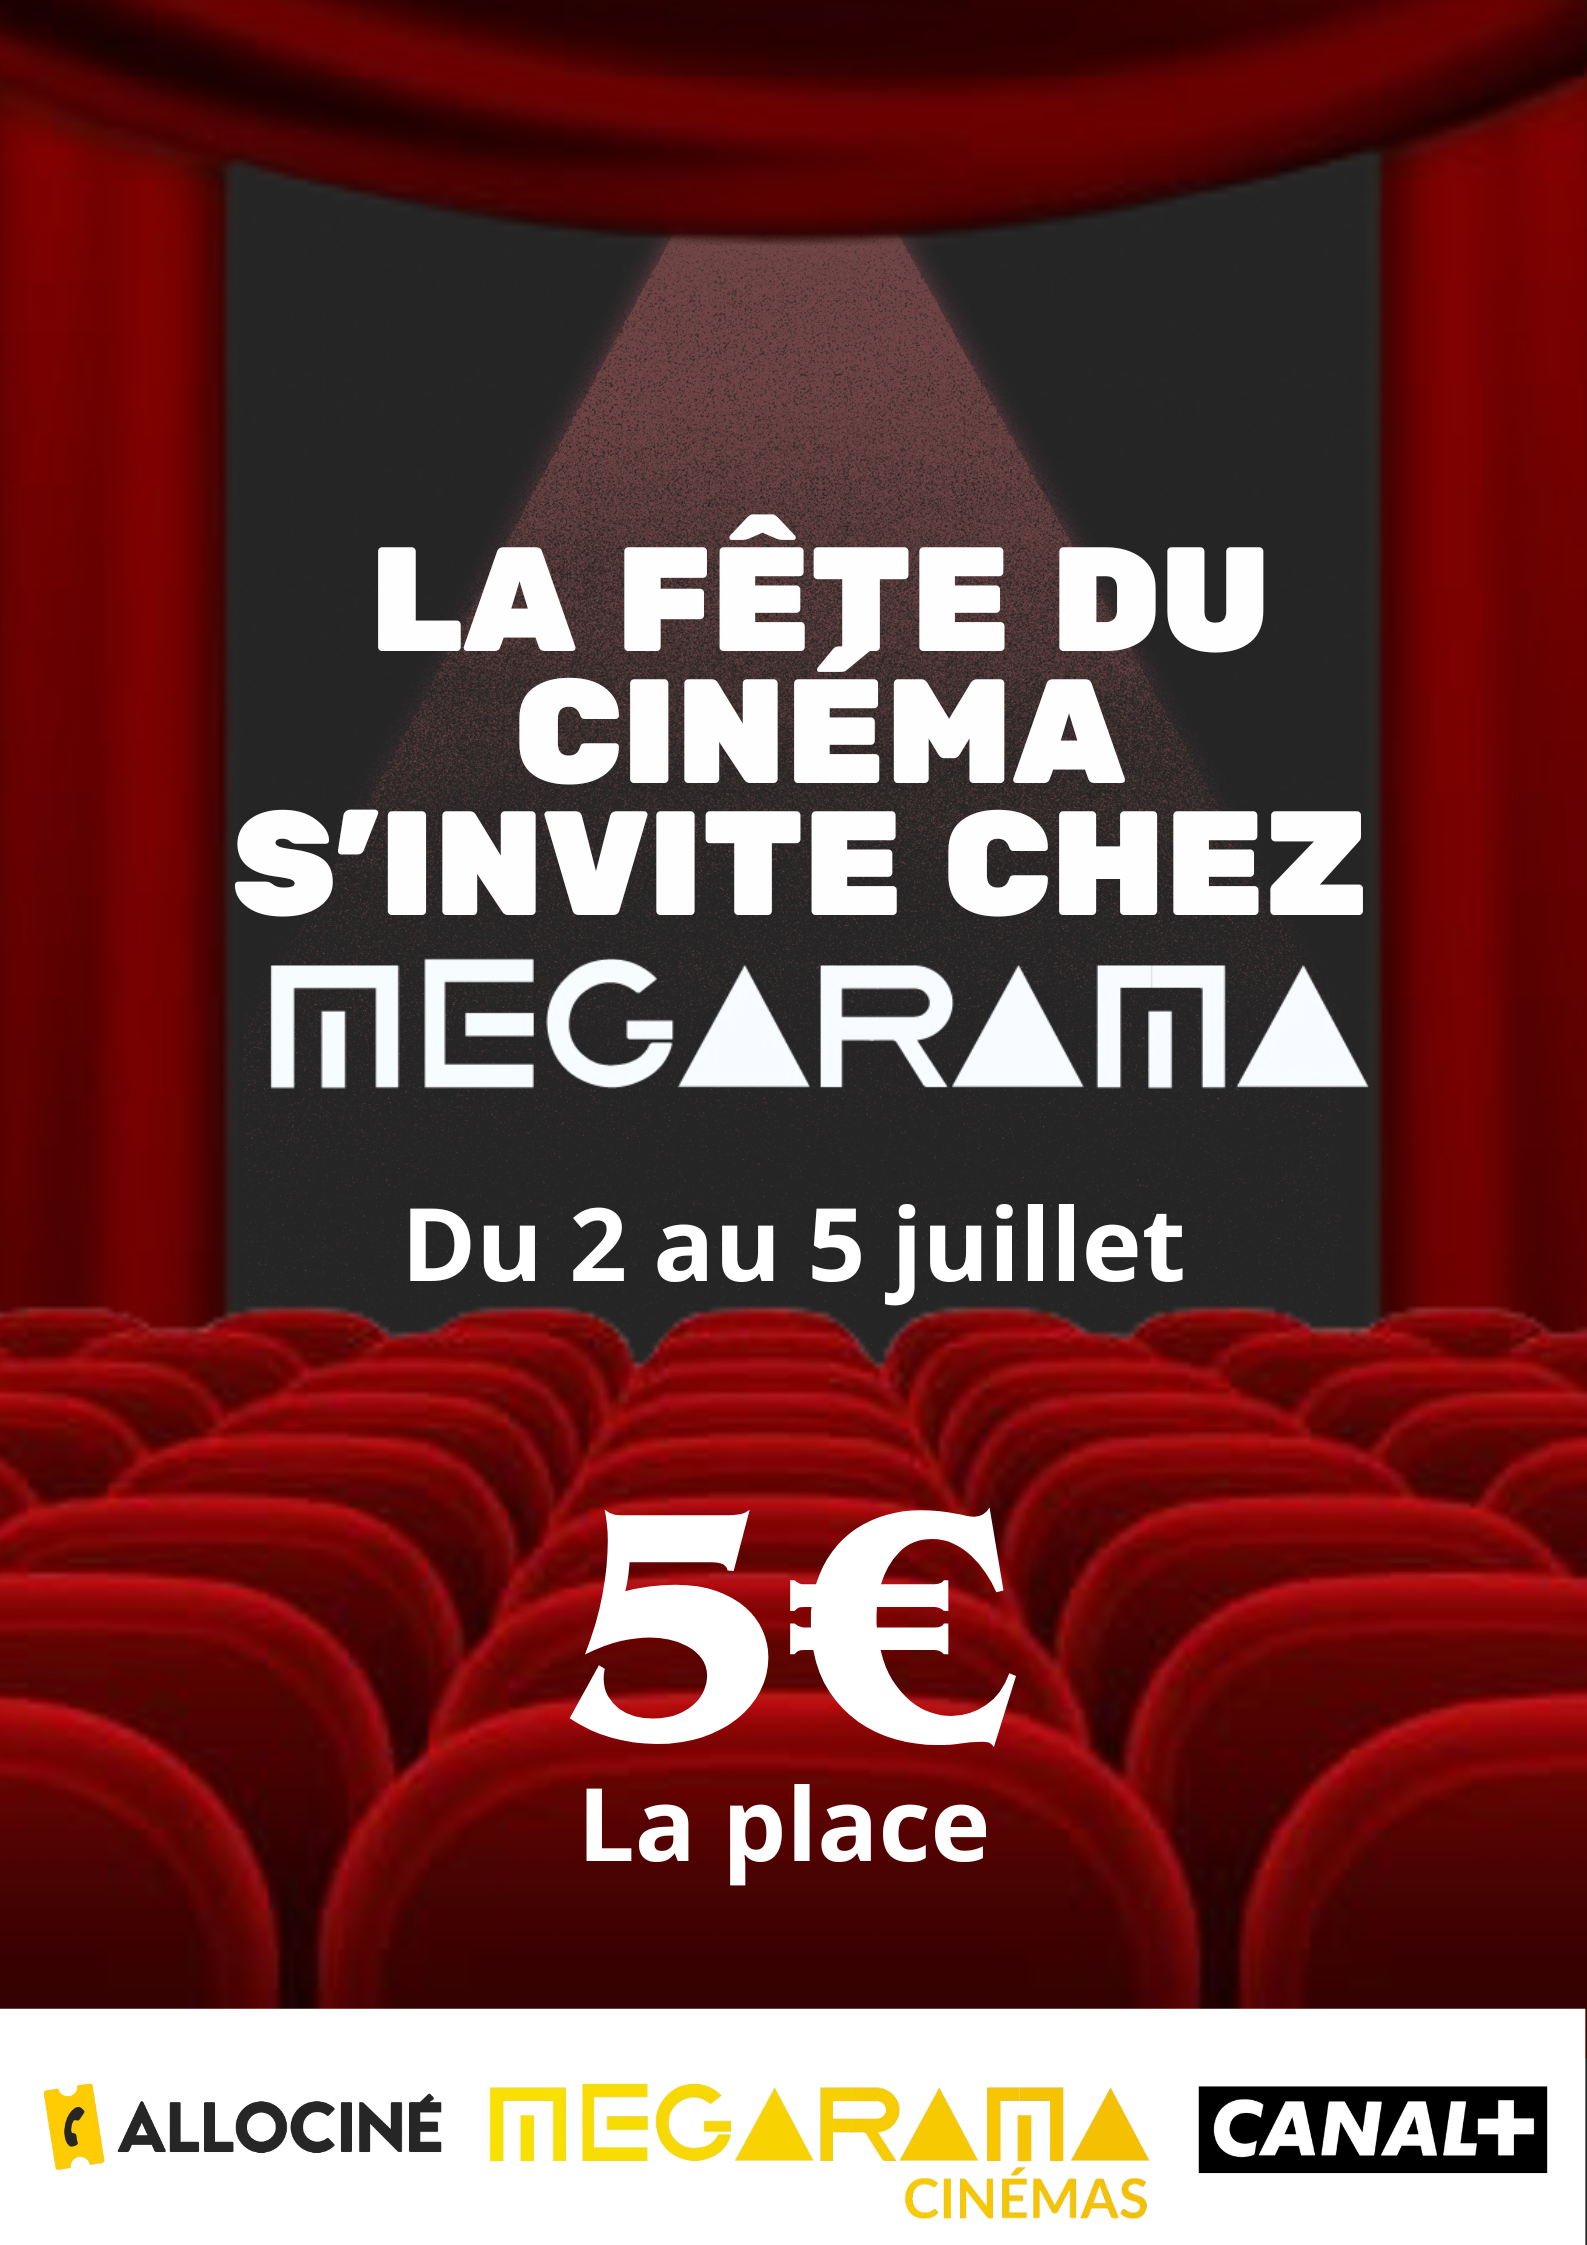 LA FÊTE DU
CINÉMA
S’INVITE CHEZ
MEGARAMA
Du 2 au 5 juillet
5€
La place
ALLOCINÉ
MEGARAMA
CINÉMAS
CANAL+